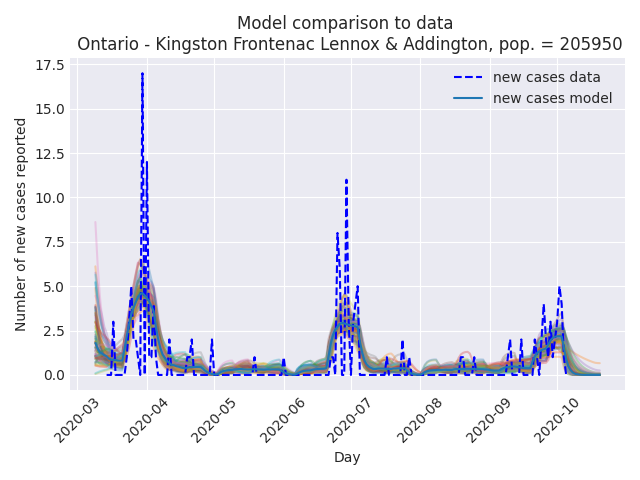 Model comparison to data
Ontario - Kingston Frontenac Lennox & Addington, pop. = 205950
new cases data
new cases model
Number of new cases reported
17.5
15.0
12.5
10.0
7.5
5.0
2.5
0.0
2020-03
2020-04
2020-05
2020-06
2020-07
2020-08
2020-09
2020-10
Day